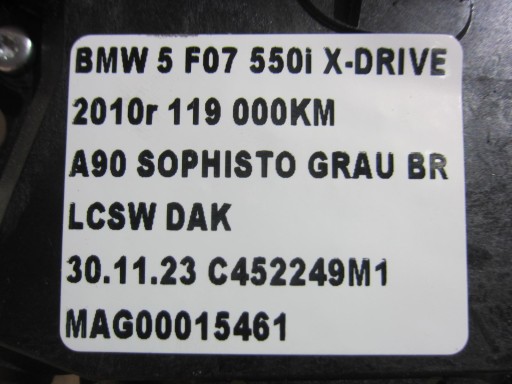 BMW 5 F07 550i X-DRIVE
2010r 119 000KM
A90 SOPHISTO GRAU BR
LCSW DAK
30.11.23 C452249M1
MAG00015461